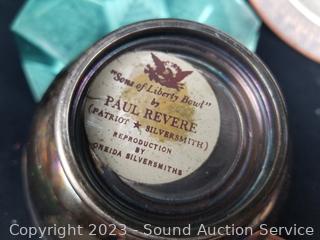 "Sons of Liberty Bowl"
by
PAUL REVERE
(PATRIOT ★ SILVERSMITH)
REPRODUCTION
BY
ONEIDA SILVERSMITHS
Copyright 2023 - Sound Auction Service